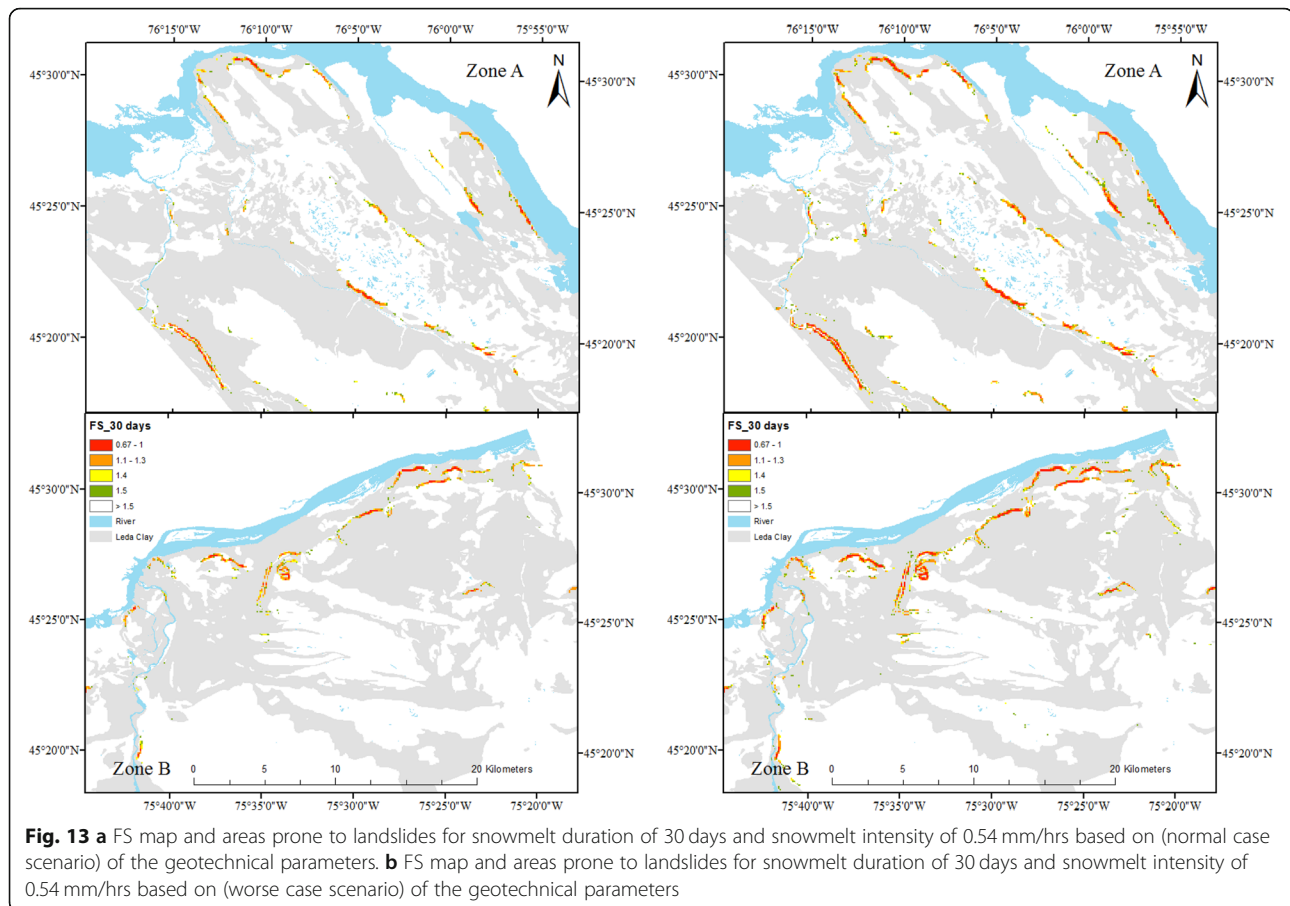 76°15'0"W 76°10'0"W 76°5'0"W 76°0'0"W 75°55'0"W
45°30'0"N
45°25'0"N
45°20'0"N
Zone A
N
45°30'0"N
45°25'0"N
45°20'0"N
76°15'0"W 76°10'0"W 76°5'0"W 76°0'0"W 75°55'0"W
45°30'0"N
45°25'0"N
45°20'0"N
Zone A
N
45°30'0"N
45°25'0"N
45°20'0"N
FS_30 days
0.67 - 1
1.1 - 1.3
1.4
1.5
> 1.5
River
Leda Clay
45°30'0"N
45°25'0"N
45°20'0"N
45°30'0"N
45°25'0"N
45°20'0"N
Zone B
0 5 10 20 Kilometers
75°40'0"W 75°35'0"W 75°30'0"W 75°25'0"W 75°20'0"W
FS_30 days
0.67 - 1
1.1 - 1.3
1.4
1.5
> 1.5
River
Leda Clay
45°30'0"N
45°25'0"N
45°20'0"N
45°30'0"N
45°25'0"N
45°20'0"N
Zone B
0 5 10 20 Kilometers
75°40'0"W 75°35'0"W 75°30'0"W 75°25'0"W 75°20'0"W
Fig. 13 a FS map and areas prone to landslides for snowmelt duration of 30 days and snowmelt intensity of 0.54 mm/hrs based on (normal case
scenario) of the geotechnical parameters. b FS map and areas prone to landslides for snowmelt duration of 30 days and snowmelt intensity of
0.54 mm/hrs based on (worse case scenario) of the geotechnical parameters